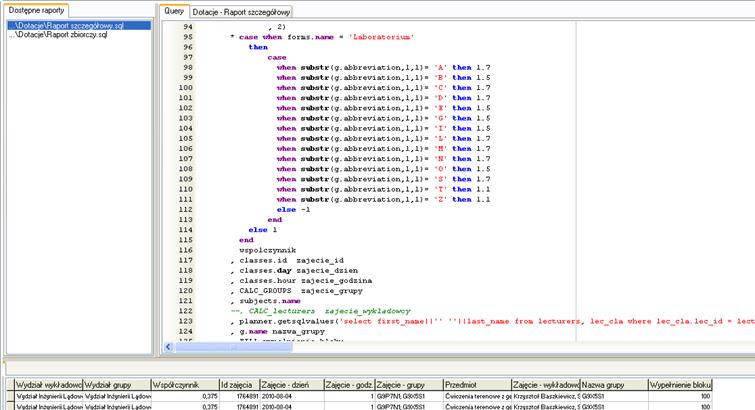 Dostępne raporty
...\Dotacje\Raport szczegółowy.sql
...\Dotacje\Raport zbiorczy.sql
Query Dotacje - Raport szczegółowy
94 , 2)
95 * case when forms.name = 'Laboratorium'
96 then
97 case
98 when substr(g.abbreviation,1,1)= 'A' then 1.7
99 when substr(g.abbreviation,1,1)= 'B' then 1.5
100 when substr(g.abbreviation,1,1)= 'C' then 1.7
101 when substr(g.abbreviation,1,1)= 'D' then 1.7
102 when substr(g.abbreviation,1,1)= 'E' then 1.5
103 when substr(g.abbreviation,1,1)= 'G' then 1.5
104 when substr(g.abbreviation,1,1)= 'I' then 1.5
105 when substr(g.abbreviation,1,1)= 'L' then 1.7
106 when substr(g.abbreviation,1,1)= 'M' then 1.7
107 when substr(g.abbreviation,1,1)= 'N' then 1.7
108 when substr(g.abbreviation,1,1)= 'O' then 1.5
109 when substr(g.abbreviation,1,1)= 'S' then 1.7
110 when substr(g.abbreviation,1,1)= 'T' then 1.1
111 when substr(g.abbreviation,1,1)= 'Z' then 1.1
112 else -1
113 end
114 else 1
115 end
116 wspolczynnik
117 , classes.id zajecie_id
118 , classes.day zajecie_dzien
119 , classes.hour zajecie_godzina
120 , CALC_GROUPS zajecie_grupy
121 , subjects.name
122 --, CALC_lecturers zajecie_wykladowcy
123 , planner.getsqlvalues('select first_name||'' ''||last_name from lecturers, lec_cla where lec_cla.lec_id = lect
124 , g.name nazwa_grupy
Wydział wykładowc Wydział grupy Współczynnik Id zajęcia Zajęcie - dzień Zajęcie - godz. Zajęcie - grupy Przedmiot Zajęcie - wykładowc Nazwa grupy Wypełnienie bloku
Wydział Inżynierii Lądow Wydział Inżynierii Lądow 0,375 1764891 2010-08-04 1 G9P7N1; G9X5S1 Ćwiczenia terenowe z ge Krzysztof Błaszkiewicz, S G9X5S1 100
Wydział Inżynierii Lądow Wydział Inżynierii Lądow 0,375 1764891 2010-08-04 1 G9P7N1; G9X5S1 Ćwiczenia terenowe z ge Krzysztof Błaszkiewicz, S G9X5S1 100